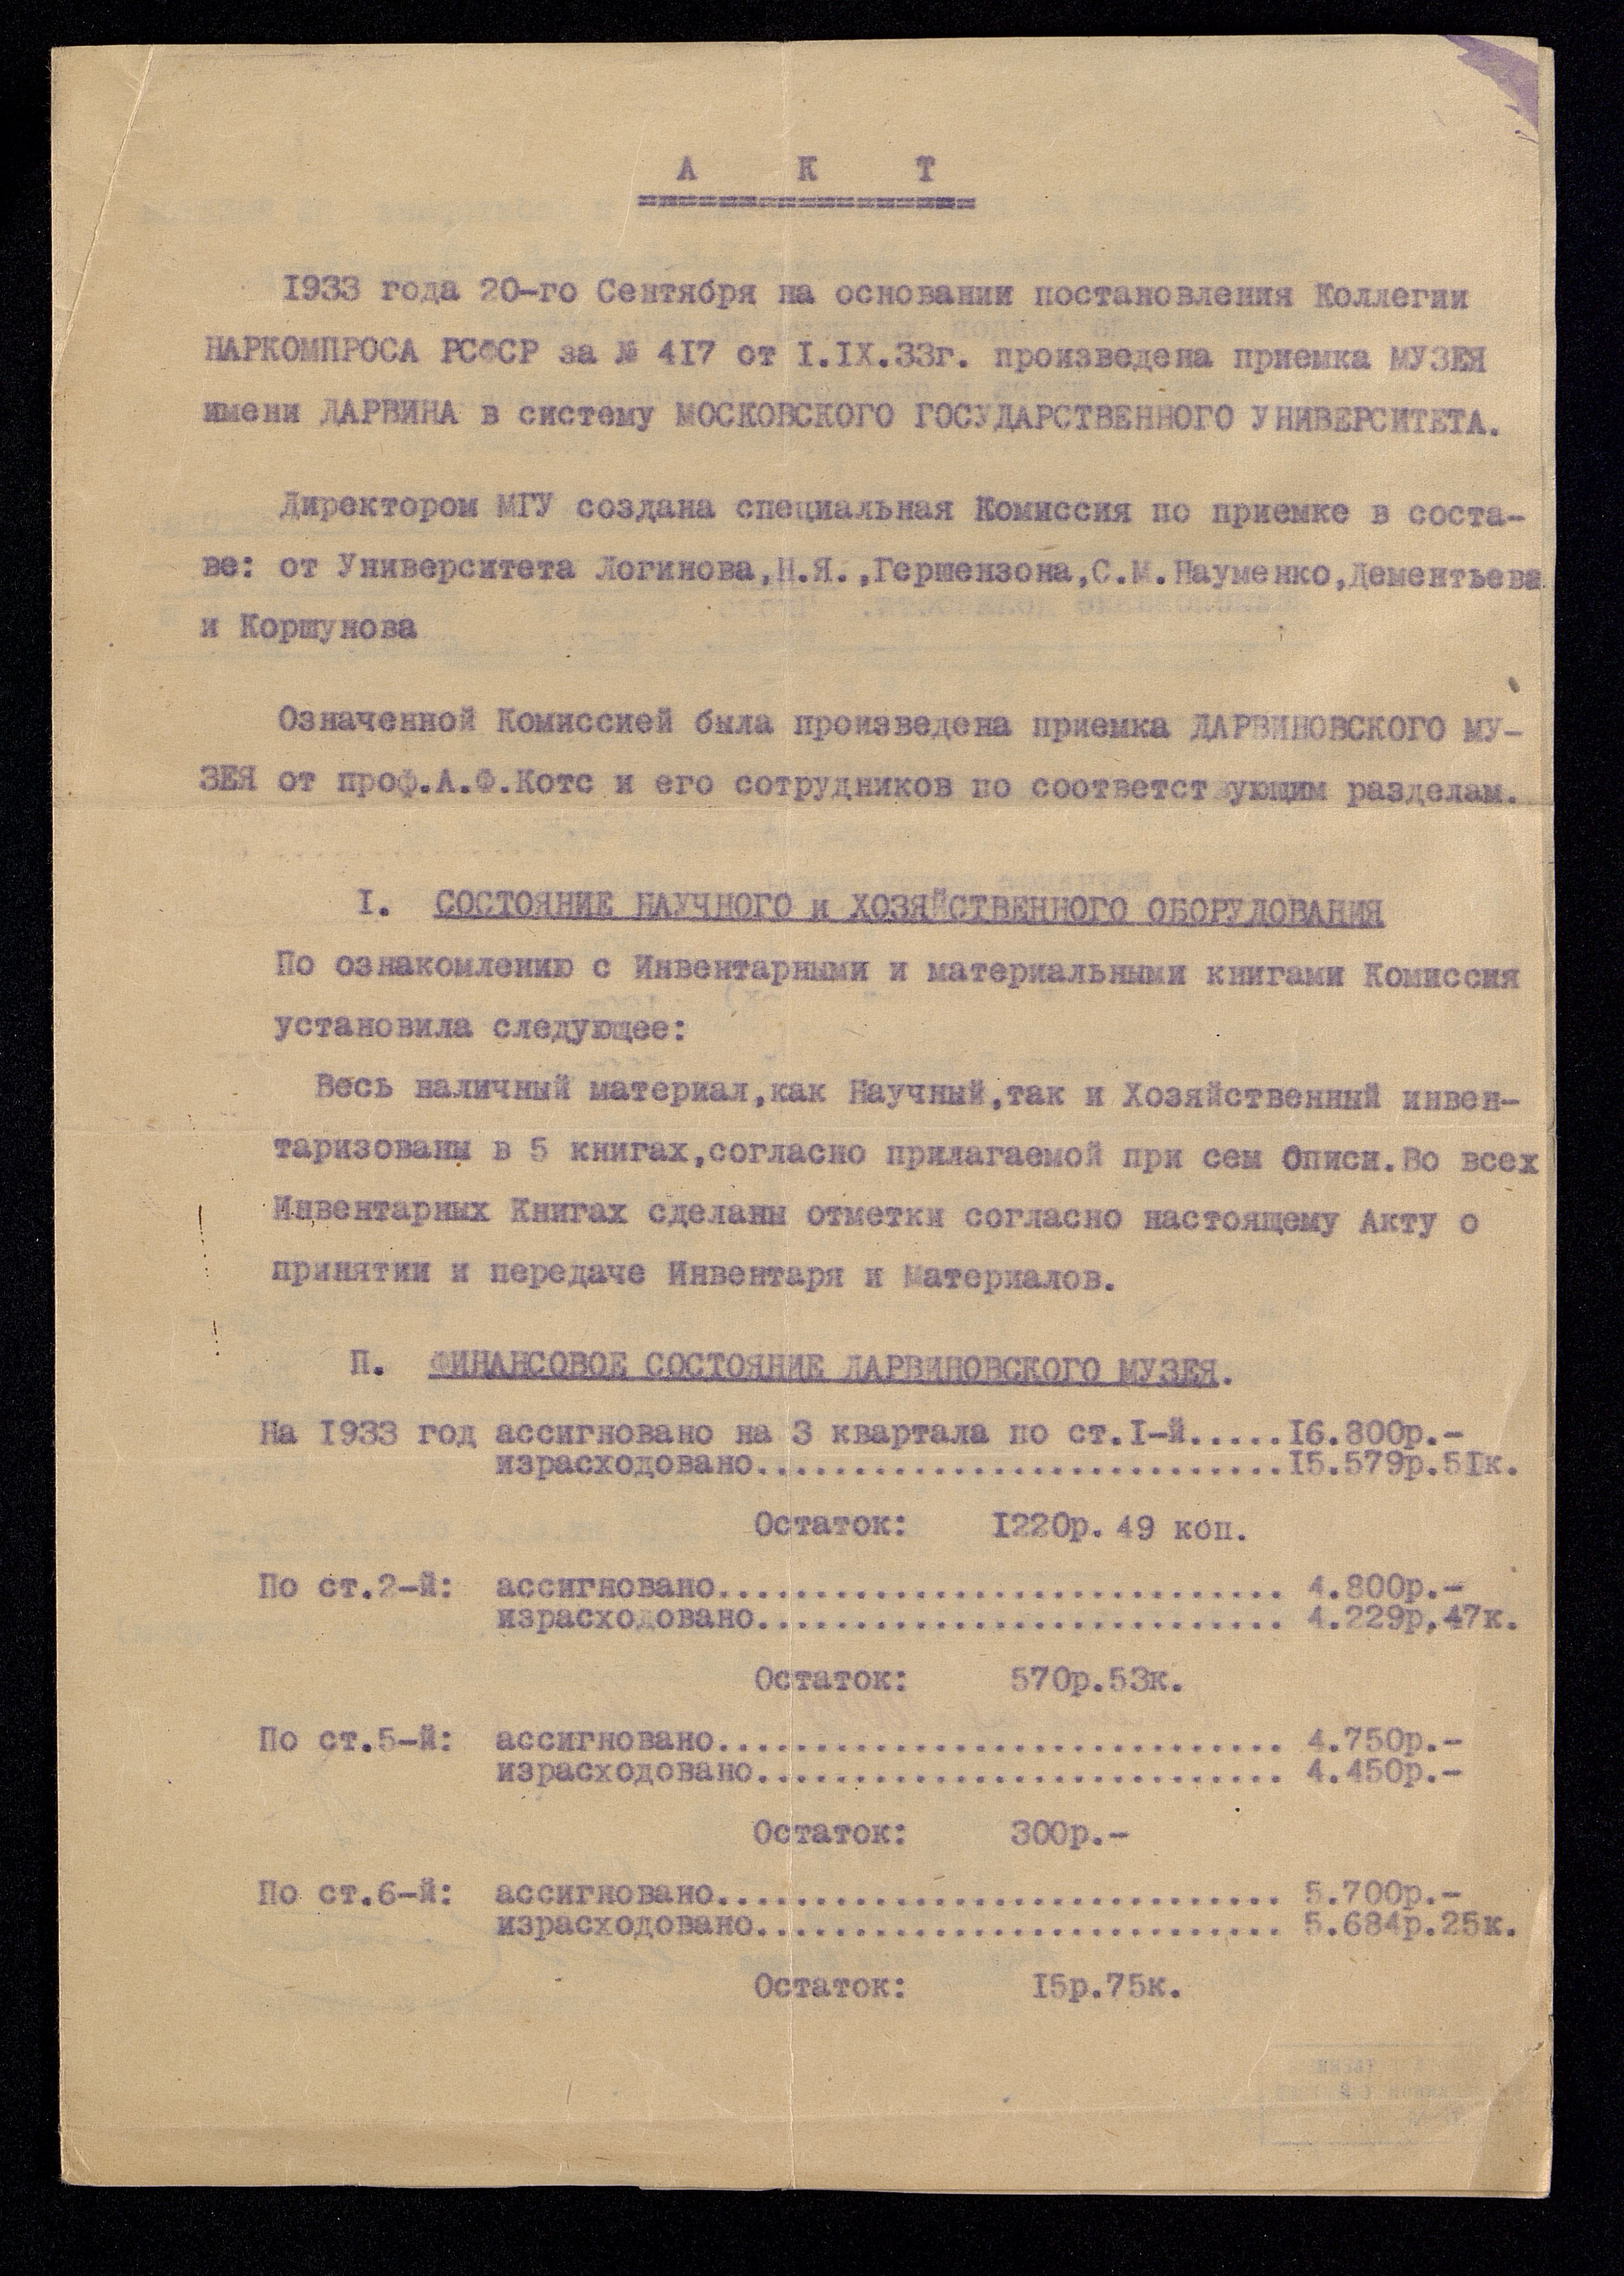 А К Т
1933 года 20-го Сентября на основании постановления Коллегии
НАРКОМПРОСА РСФСР за № 417 от I.IX.33г. произведена приемка МУЗЕЯ
имени ДАРВИНА в систему МОСКОВСКОГО ГОСУДАРСТВЕННОГО УНИВЕРСИТЕТА.
Директором МГУ создана специальная Комиссия по приемке в соста-
ве: от Университета Логинова,Н.Я.,Гершензона,С.М.Науменко,Дементьева
и Коршунова
Означенной Комиссией была произведена приемка ДАРВИНОВСКОГО МУ-
ЗЕЯ от проф.А.Ф.Котс и его сотрудников по соответст ующим разделам.
I. СОСТОЯНИЕ НАУЧНОГО и ХОЗЯЙСТВЕННОГО ОБОРУДОВАНИЯ
По ознакомлению с Инвентарными и материальными книгами Комиссия
установила следующее:
Весь наличный материал,как Научный,так и Хозяйственный инвен-
таризованы в 5 книгах,согласно прилагаемой при сем Описи.Во всех
Инвентарных Книгах сделаны отметки согласно настоящему Акту о
принятии и передаче Инвентаря и Материалов.
П. ФИНАНСОВОЕ СОСТОЯНИЕ ДАРВИНОВСКОГО МУЗЕЯ.
На 1933 год ассигновано на 3 квартала по ст.I-й.....16.800р.-
израсходовано...........................15.579р.51к.
Остаток: 1220р. 49 коп.
По ст.2-й: ассигновано............................. 4.800р.-
израсходовано........................... 4.229р.47к.
Остаток: 570р.53к.
По ст.5-й: ассигновано............................. 4.750р.-
израсходовано........................... 4.450р.-
Остаток: 300р.-
По ст.6-й: ассигновано............................. 5.700р.-
израсходовано........................... 5.684р.25к.
Остаток: 15р.75к.